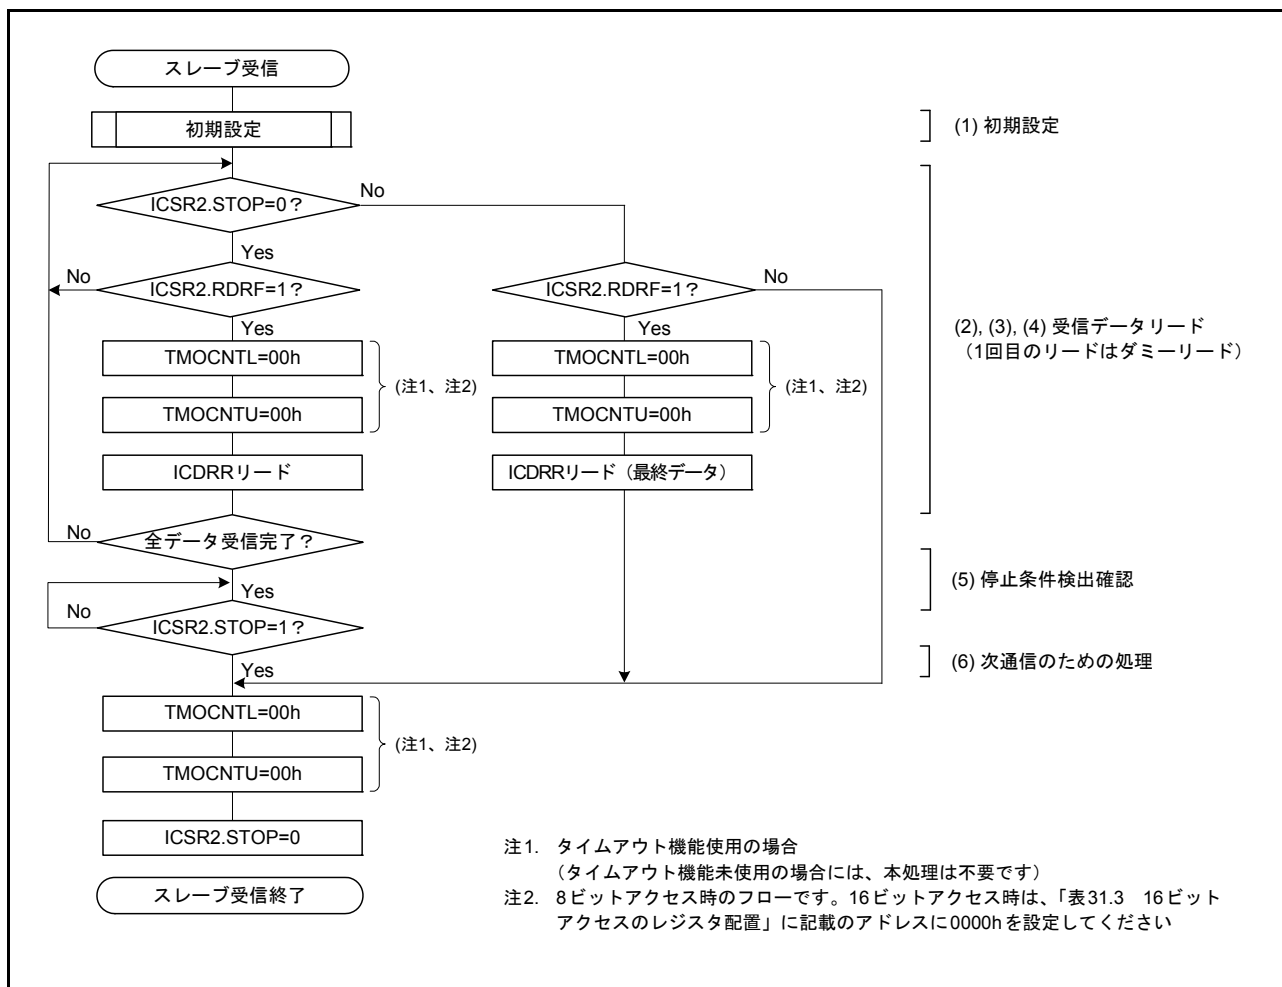 スレーブ受信
初期設定
(1) 初期設定
ICSR2.STOP=0？
No
Yes
No
ICSR2.RDRF=1？
ICSR2.RDRF=1？
No
Yes
Yes
(2), (3), (4) 受信データリード
（1回目のリードはダミーリード）
TMOCNTL=00h
TMOCNTU=00h
(注1、注2)
TMOCNTL=00h
TMOCNTU=00h
(注1、注2)
ICDRRリード
ICDRRリード（最終データ）
No
全データ受信完了？
Yes
(5) 停止条件検出確認
No
ICSR2.STOP=1？
Yes
(6) 次通信のための処理
TMOCNTL=00h
TMOCNTU=00h
(注1、注2)
ICSR2.STOP=0
スレーブ受信終了
注1. タイムアウト機能使用の場合
（タイムアウト機能未使用の場合には、本処理は不要です）
注2. 8ビットアクセス時のフローです。16ビットアクセス時は、「表31.3 16ビット
アクセスのレジスタ配置」に記載のアドレスに0000hを設定してください